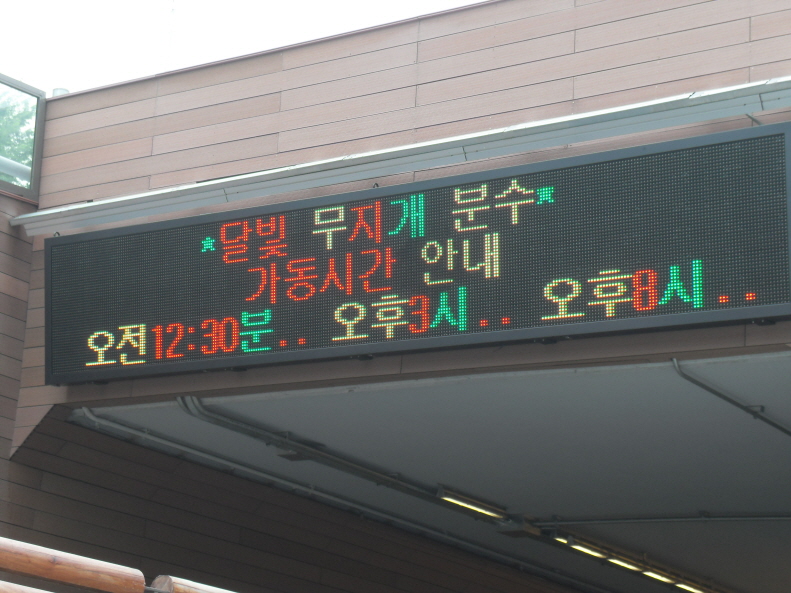 ★달빛 무지개 분수★
가동시간 안내
오전12:30분.. 오후3시.. 오후8시..